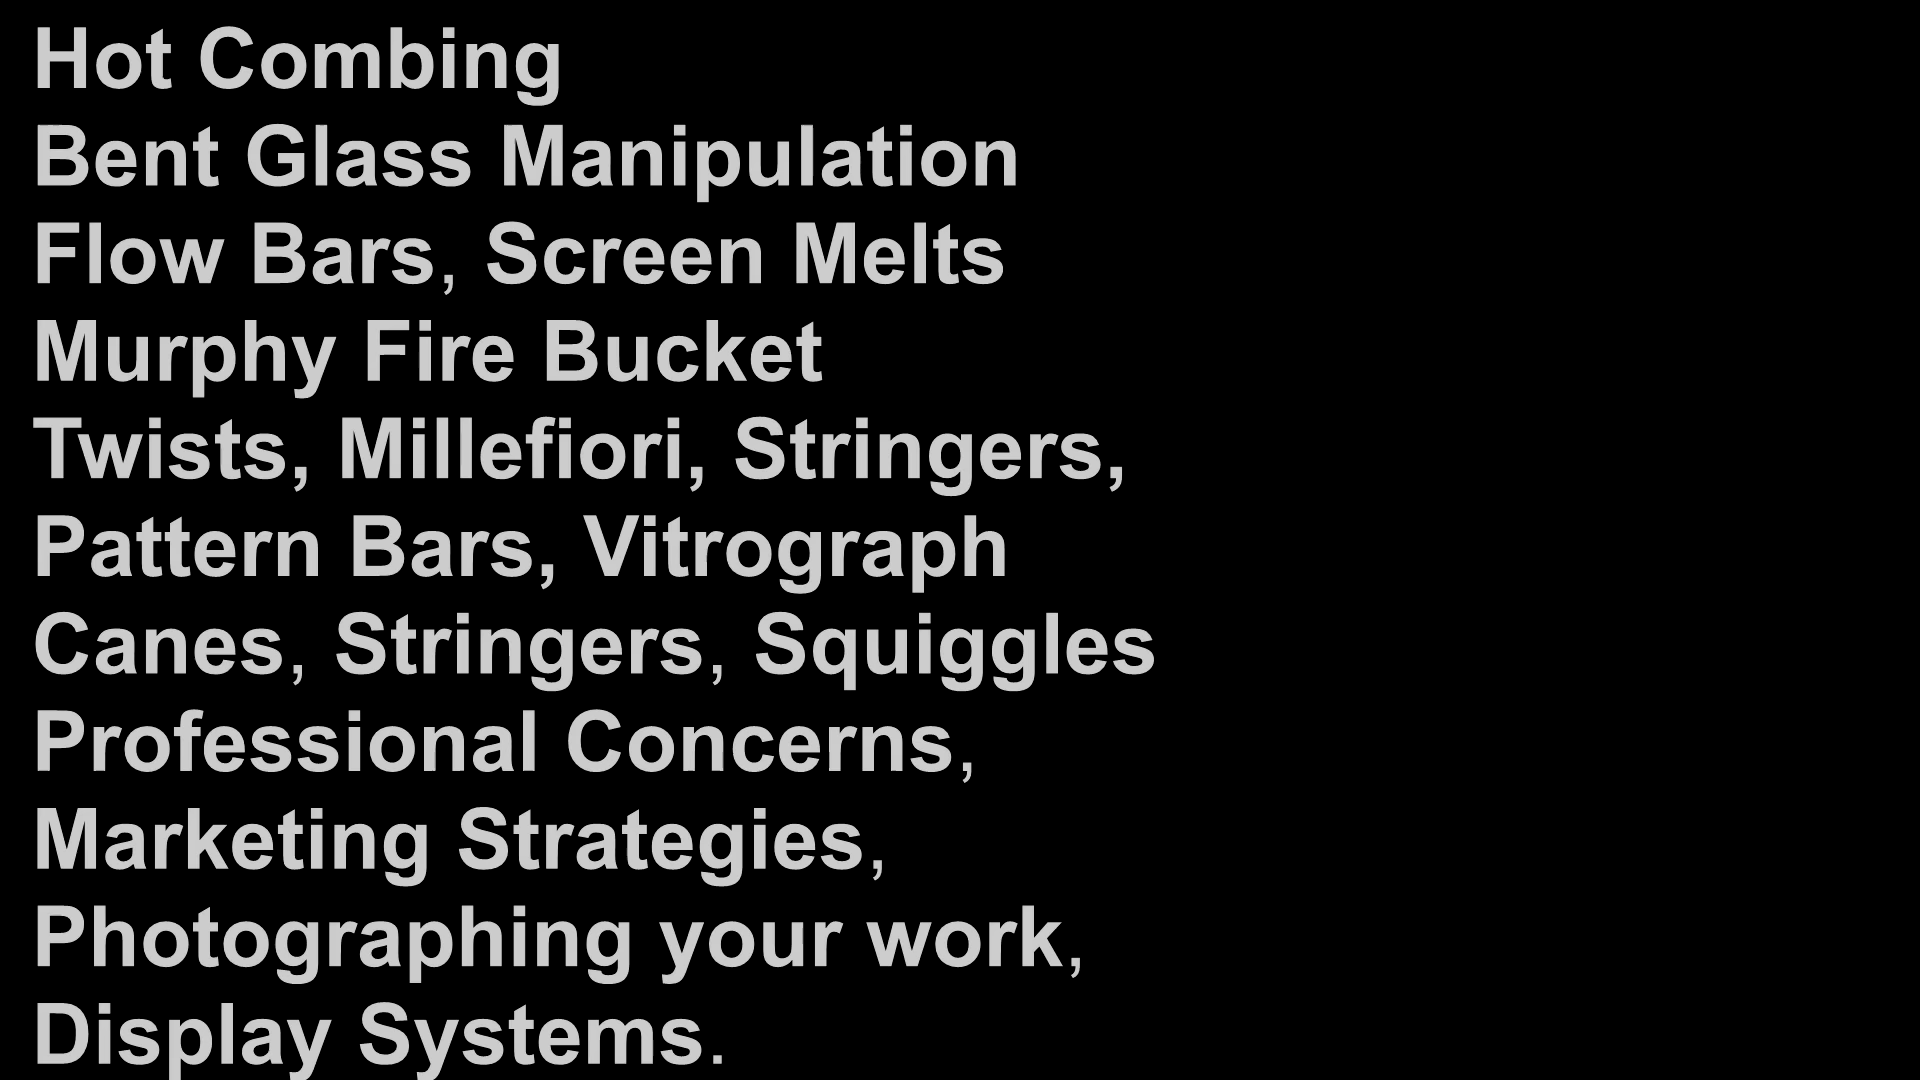 Hot Combing
Bent Glass Manipulation
Flow Bars, Screen Melts
Murphy Fire Bucket
Twists, Millefiori, Stringers,
Pattern Bars, Vitrograph
Canes, Stringers, Squiggles
Professional Concerns,
Marketing Strategies,
Photographing your work,
Display Systems.